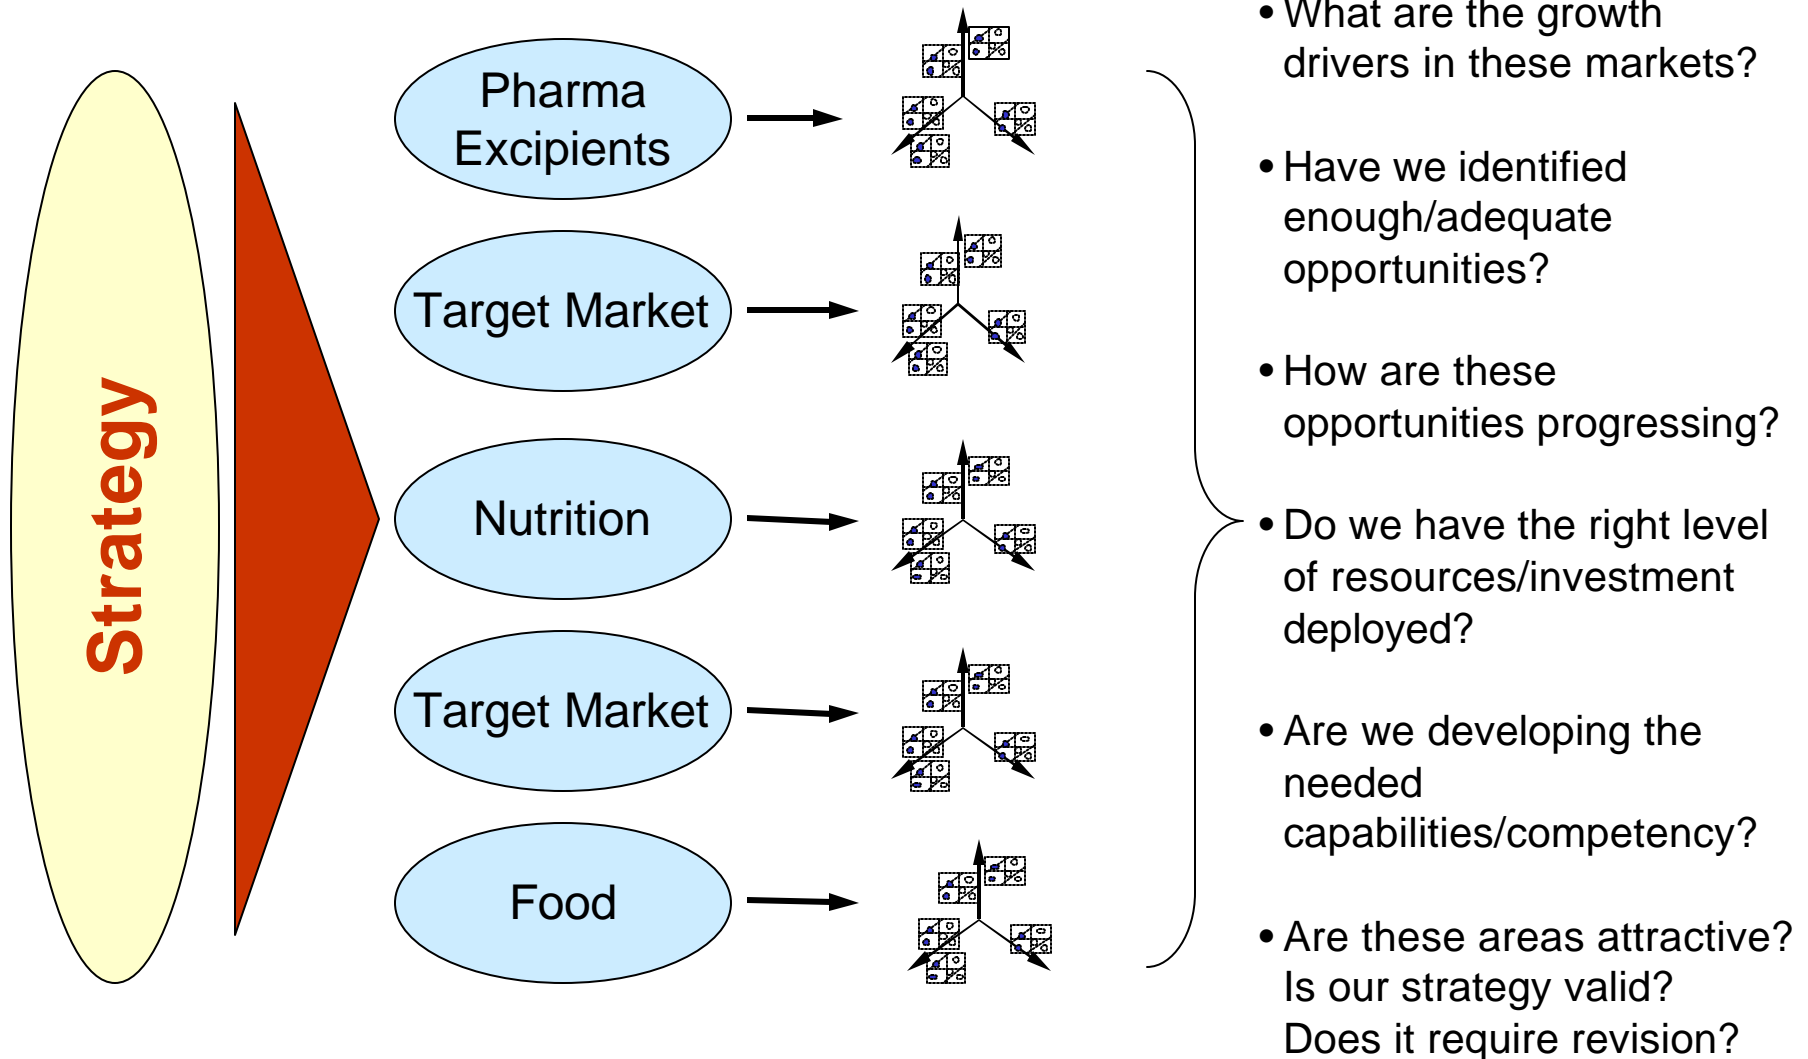 Strategy
Pharma
Excipients
Target Market
Nutrition
Target Market
Food
• What are the growth
drivers in these markets?
• Have we identified
enough/adequate
opportunities?
• How are these
opportunities progressing?
• Do we have the right level
of resources/investment
deployed?
• Are we developing the
needed
capabilities/competency?
• Are these areas attractive?
Is our strategy valid?
Does it require revision?